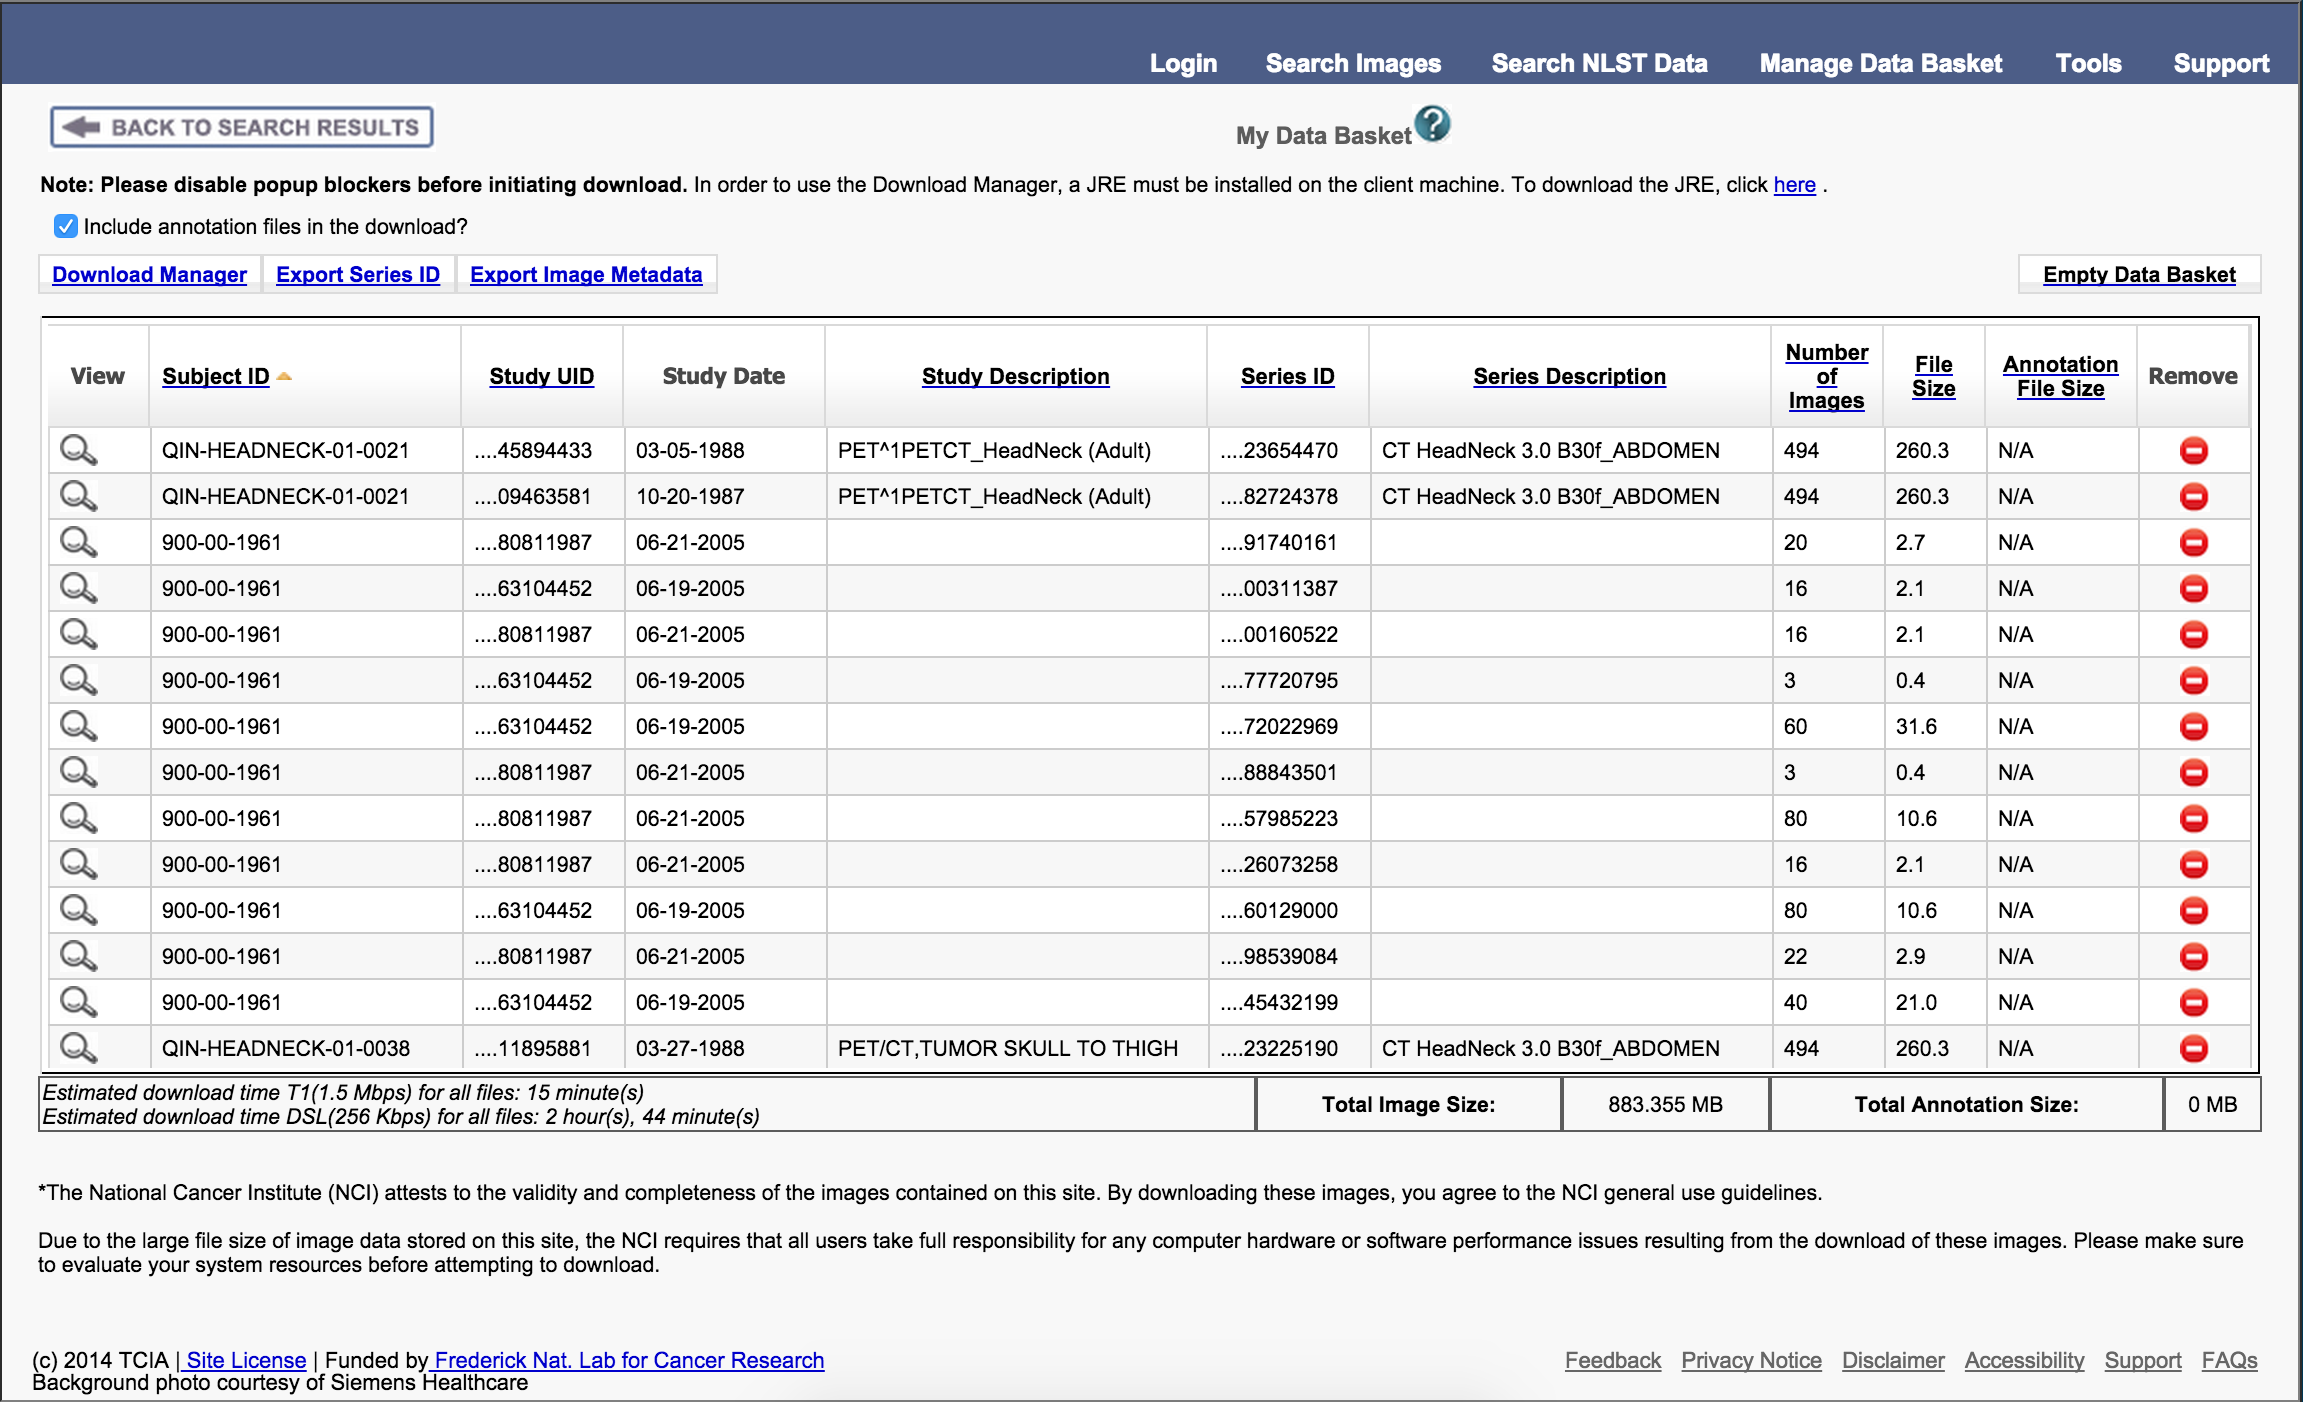 Login Search Images Search NLST Data Manage Data Basket Tools Support
BACK TO SEARCH RESULTS
My Data Basket ?
Note: Please disable popup blockers before initiating download. In order to use the Download Manager, a JRE must be installed on the client machine. To download the JRE, click here .
Include annotation files in the download?
Download Manager Export Series ID Export Image Metadata Empty Data Basket
View Subject ID Study UID Study Date Study Description Series ID Series Description Number of Images File Size Annotation File Size Remove
QIN-HEADNECK-01-0021 ....45894433 03-05-1988 PET^1PETCT_HeadNeck (Adult) ....23654470 CT HeadNeck 3.0 B30f_ABDOMEN 494 260.3 N/A
QIN-HEADNECK-01-0021 ....09463581 10-20-1987 PET^1PETCT_HeadNeck (Adult) ....82724378 CT HeadNeck 3.0 B30f_ABDOMEN 494 260.3 N/A
900-00-1961 ....80811987 06-21-2005 ....91740161 20 2.7 N/A
900-00-1961 ....63104452 06-19-2005 ....00311387 16 2.1 N/A
900-00-1961 ....80811987 06-21-2005 ....00160522 16 2.1 N/A
900-00-1961 ....63104452 06-19-2005 ....77720795 3 0.4 N/A
900-00-1961 ....63104452 06-19-2005 ....72022969 60 31.6 N/A
900-00-1961 ....80811987 06-21-2005 ....88843501 3 0.4 N/A
900-00-1961 ....80811987 06-21-2005 ....57985223 80 10.6 N/A
900-00-1961 ....80811987 06-21-2005 ....26073258 16 2.1 N/A
900-00-1961 ....63104452 06-19-2005 ....60129000 80 10.6 N/A
900-00-1961 ....80811987 06-21-2005 ....98539084 22 2.9 N/A
900-00-1961 ....63104452 06-19-2005 ....45432199 40 21.0 N/A
QIN-HEADNECK-01-0038 ....11895881 03-27-1988 PET/CT,TUMOR SKULL TO THIGH ....23225190 CT HeadNeck 3.0 B30f_ABDOMEN 494 260.3 N/A
Estimated download time T1(1.5 Mbps) for all files: 15 minute(s)
Estimated download time DSL(256 Kbps) for all files: 2 hour(s), 44 minute(s)
Total Image Size: 883.355 MB Total Annotation Size: 0 MB
*The National Cancer Institute (NCI) attests to the validity and completeness of the images contained on this site. By downloading these images, you agree to the NCI general use guidelines.
Due to the large file size of image data stored on this site, the NCI requires that all users take full responsibility for any computer hardware or software performance issues resulting from the download of these images. Please make sure
to evaluate your system resources before attempting to download.
(c) 2014 TCIA | Site License | Funded by Frederick Nat. Lab for Cancer Research
Background photo courtesy of Siemens Healthcare
Feedback Privacy Notice Disclaimer Accessibility Support FAQs